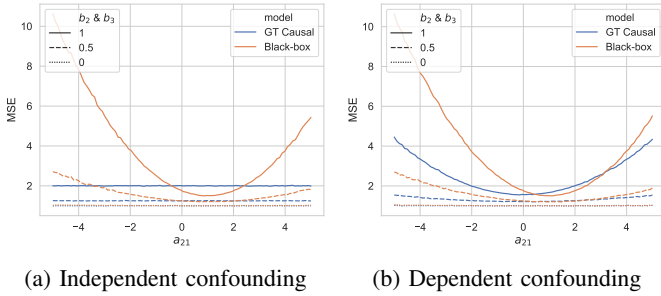 10
8
6
4
2
MSE
b₂ & b₃
1
0.5
0
model
GT Causal
Black-box
−4
−2
0
2
4
a₂₁
(a) Independent confounding
10
8
6
4
2
MSE
b₂ & b₃
1
0.5
0
model
GT Causal
Black-box
−4
−2
0
2
4
a₂₁
(b) Dependent confounding